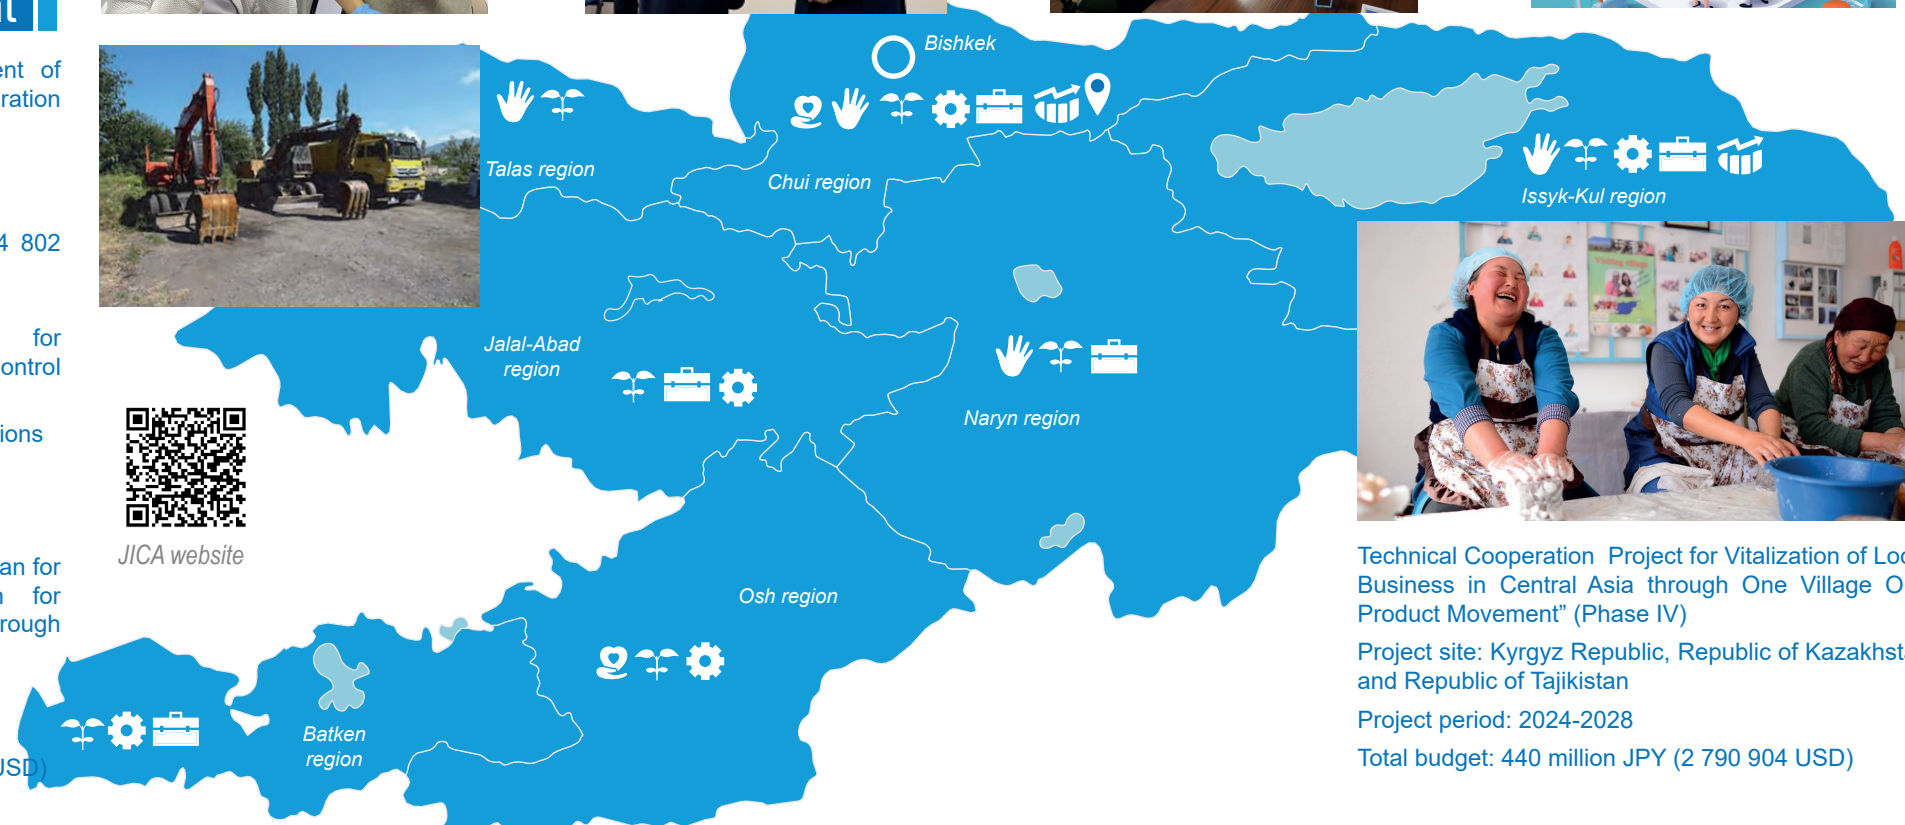 ent of
ration
4 802
for
ontrol
ions
an for
n for
rough
USD)
Bishkek
Talas region
Chui region
Issyk-Kul region
Jalal-Abad
region
Naryn region
Osh region
Batken
region
JICA website
Technical Cooperation Project for Vitalization of Loc
Business in Central Asia through One Village O
Product Movement” (Phase IV)
Project site: Kyrgyz Republic, Republic of Kazakhst
and Republic of Tajikistan
Project period: 2024-2028
Total budget: 440 million JPY (2 790 904 USD)